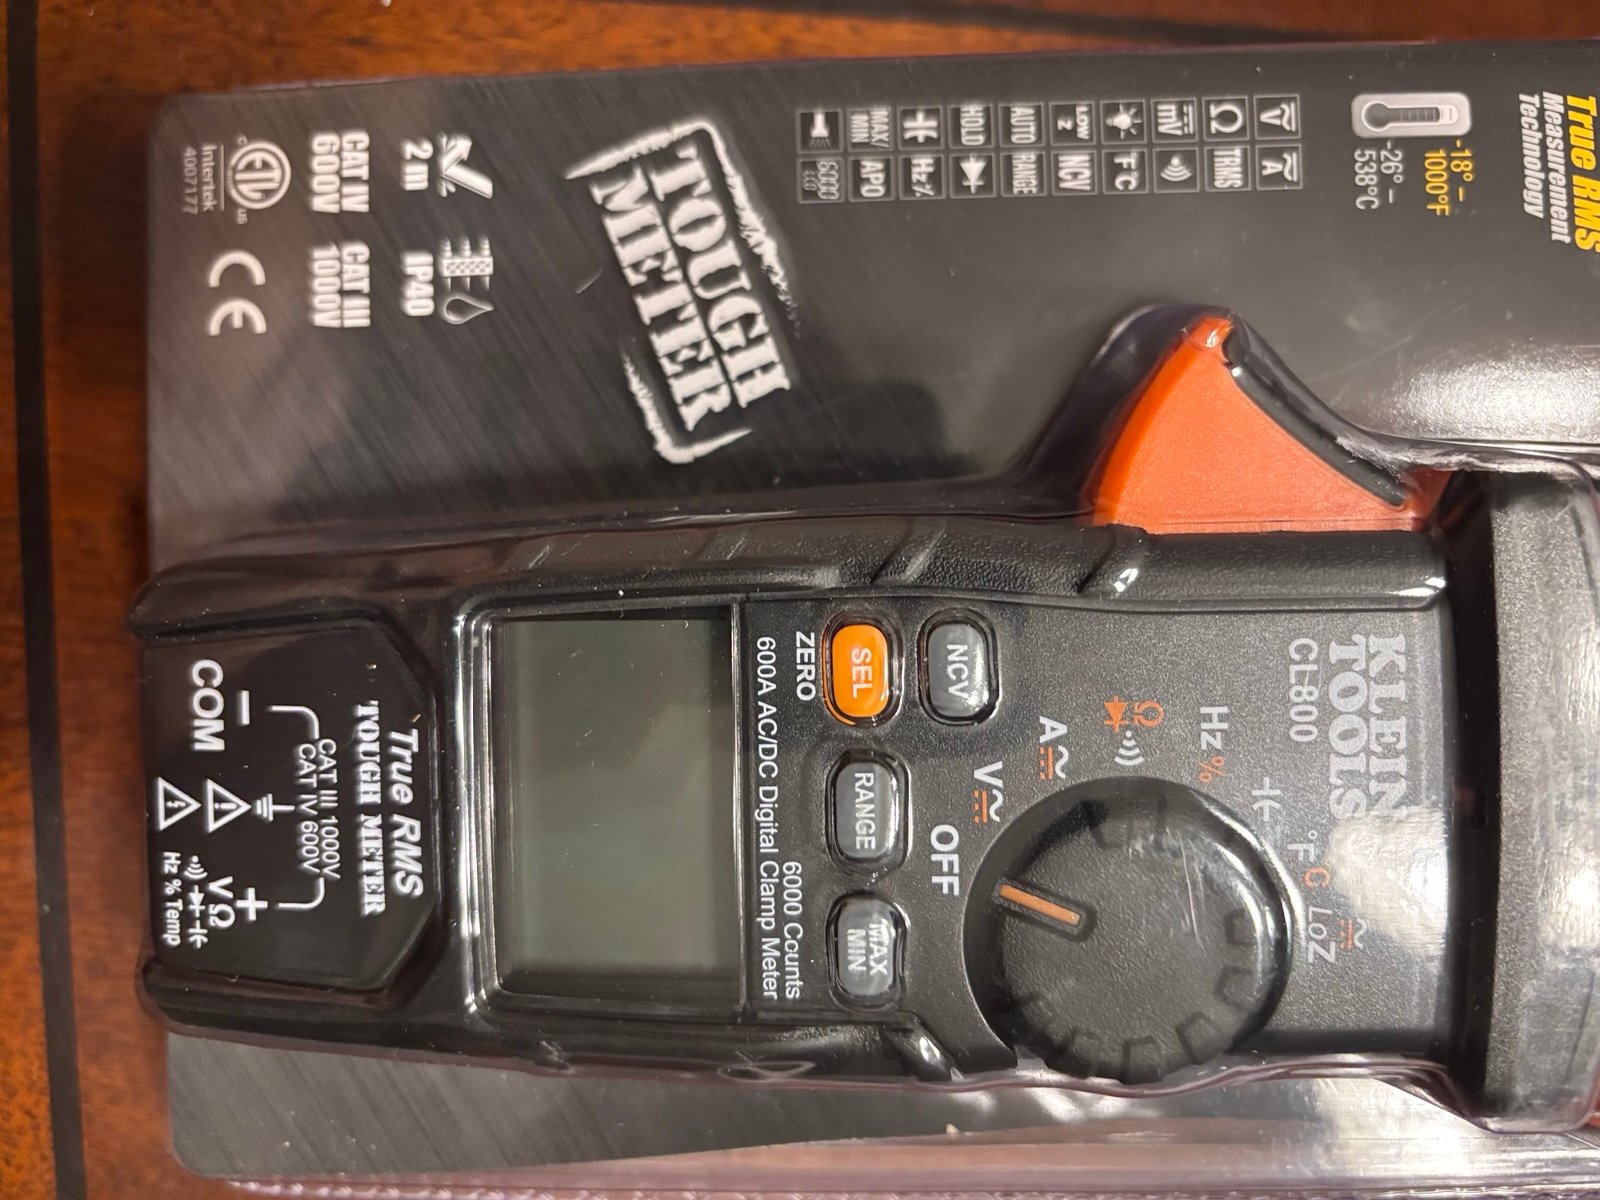 True RMS
Measurement
Technology
-18° –
1000°F
-26° –
538°C
V A
Ω TRMS
mV
F°C
LOW Z NCV
AUTO RANGE
HOLD
Hz%
MAX/MIN APO
TOUGH
METER
2 m
IP40
CAT IV
600V
CAT III
1000V
c ETL us
Intertek
4007177
CE
KLEIN
TOOLS
CL800
°F °C
LoZ
Hz %
Ω
A
V
OFF
NCV
SEL
RANGE
MAX
MIN
ZERO
6000 Counts
600A AC/DC Digital Clamp Meter
True RMS
TOUGH METER
CAT III 1000V
CAT IV 600V
– +
COM
VΩ
Hz % Temp